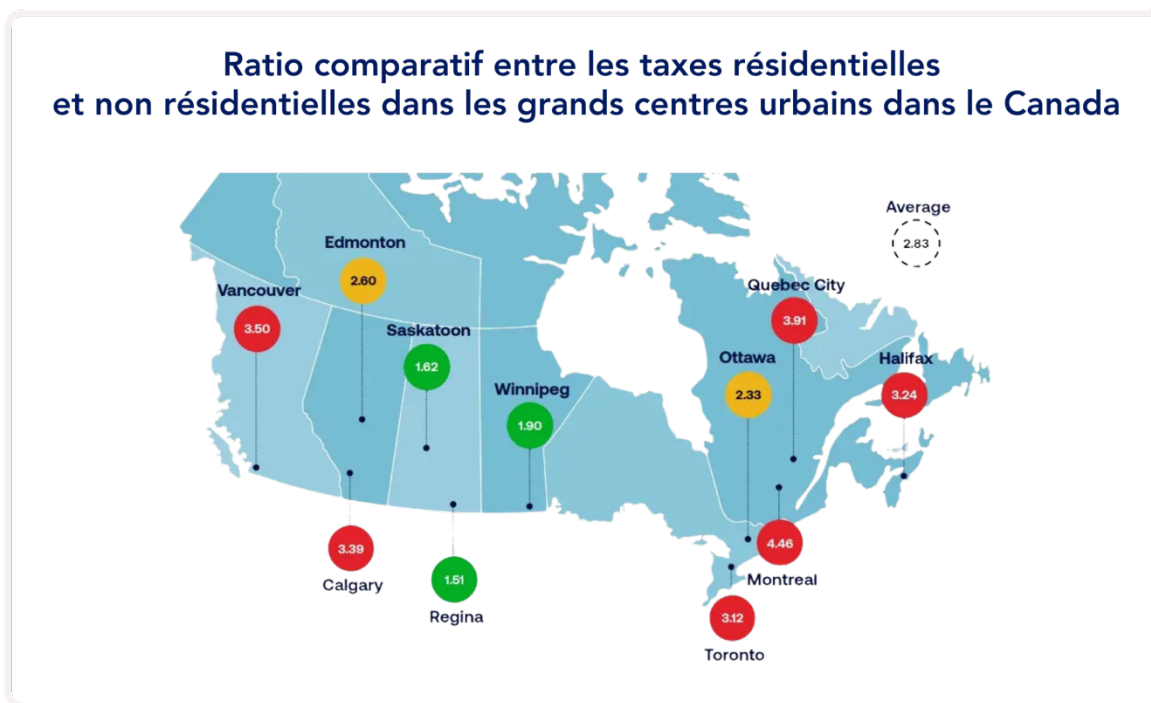 Ratio comparatif entre les taxes résidentielles
et non résidentielles dans les grands centres urbains dans le Canada
Average
2.83
Edmonton
2.60
Vancouver
3.50
Quebec City
3.91
Saskatoon
1.62
Ottawa
2.33
Halifax
3.24
Winnipeg
1.90
3.39
Calgary
4.46
Montreal
1.51
Regina
3.12
Toronto